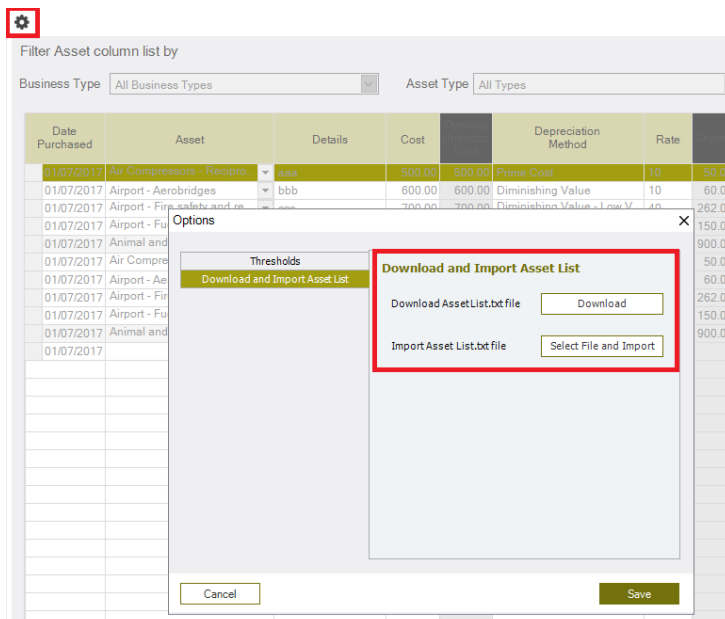 Filter Asset column list by
Business Type All Business Types Asset Type All Types
Date Purchased Asset Details Cost Depreciation Method Rate
01/07/2017 Air Compressors - Recipro.. aaa 500.00 500.00 Prime Cost 10 50.0
01/07/2017 Airport - Aerobridges bbb 600.00 600.00 Diminishing Value 10 60.0
01/07/2017 Airport - Fire safety and re 700.00 700.00 Diminishing Value - Low V 40 262.0
01/07/2017 Airport - Fu 150.0
01/07/2017 Animal and 900.0
01/07/2017 Air Compre 50.0
01/07/2017 Airport - Ae 60.0
01/07/2017 Airport - Fir 262.0
01/07/2017 Airport - Fu 150.0
01/07/2017 Animal and 900.0
01/07/2017
Options
Thresholds
Download and Import Asset List
Download and Import Asset List
Download AssetList.txt file Download
Import Asset List.txt file Select File and Import
Cancel Save